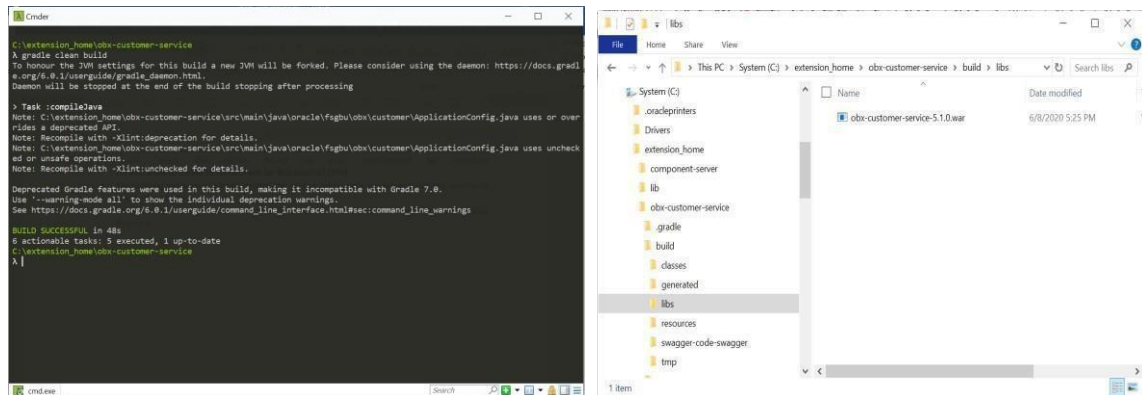 Cmder
C:\extension_home\obx-customer-service
λ gradle clean build
To honour the JVM settings for this build a new JVM will be forked. Please consider using the daemon: https://docs.gradl
e.org/6.0.1/userguide/gradle_daemon.html.
Daemon will be stopped at the end of the build stopping after processing
> Task :compileJava
Note: C:\extension_home\obx-customer-service\src\main\java\oracle\fsgbu\obx\customer\ApplicationConfig.java uses or over
rides a deprecated API.
Note: Recompile with -Xlint:deprecation for details.
Note: C:\extension_home\obx-customer-service\src\main\java\oracle\fsgbu\obx\customer\ApplicationConfig.java uses uncheck
ed or unsafe operations.
Note: Recompile with -Xlint:unchecked for details.
Deprecated Gradle features were used in this build, making it incompatible with Gradle 7.0.
Use '--warning-mode all' to show the individual deprecation warnings.
See https://docs.gradle.org/6.0.1/userguide/command_line_interface.html#sec:command_line_warnings
BUILD SUCCESSFUL in 48s
6 actionable tasks: 5 executed, 1 up-to-date
C:\extension_home\obx-customer-service
λ
cmd.exe
Search
libs
File Home Share View
This PC > System (C:) > extension_home > obx-customer-service > build > libs
Search libs
System (C:)
.oracleprinters
Drivers
extension_home
component-server
lib
obx-customer-service
.gradle
build
classes
generated
libs
resources
swagger-code-swagger
tmp
Name Date modified
obx-customer-service-5.1.0.war 6/8/2020 5:25 PM
1 item